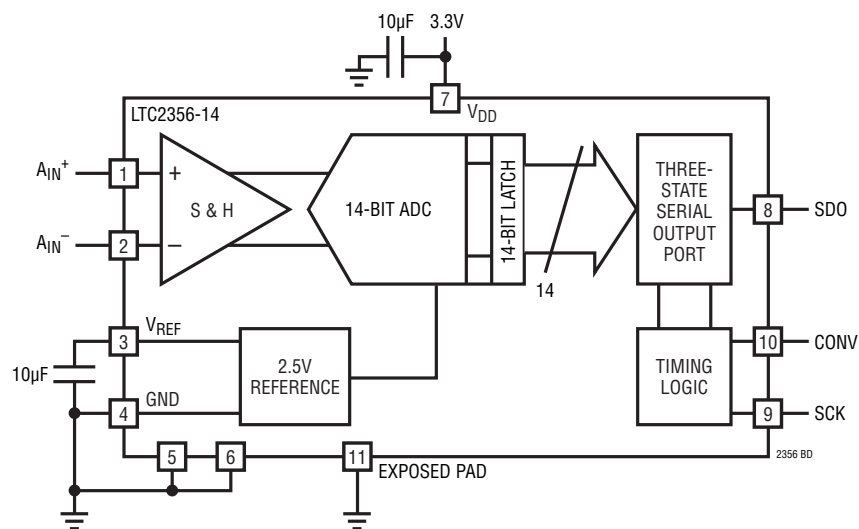 10μF 3.3V
7
LTC2356-14
VDD
AIN+
1
+
S & H
14-BIT ADC
14-BIT LATCH
THREE-
STATE
SERIAL
OUTPUT
PORT
8
SDO
AIN–
2
–
14
3
VREF
10μF
2.5V
REFERENCE
TIMING
LOGIC
10
CONV
4
GND
9
SCK
5
6
11
EXPOSED PAD
2356 BD